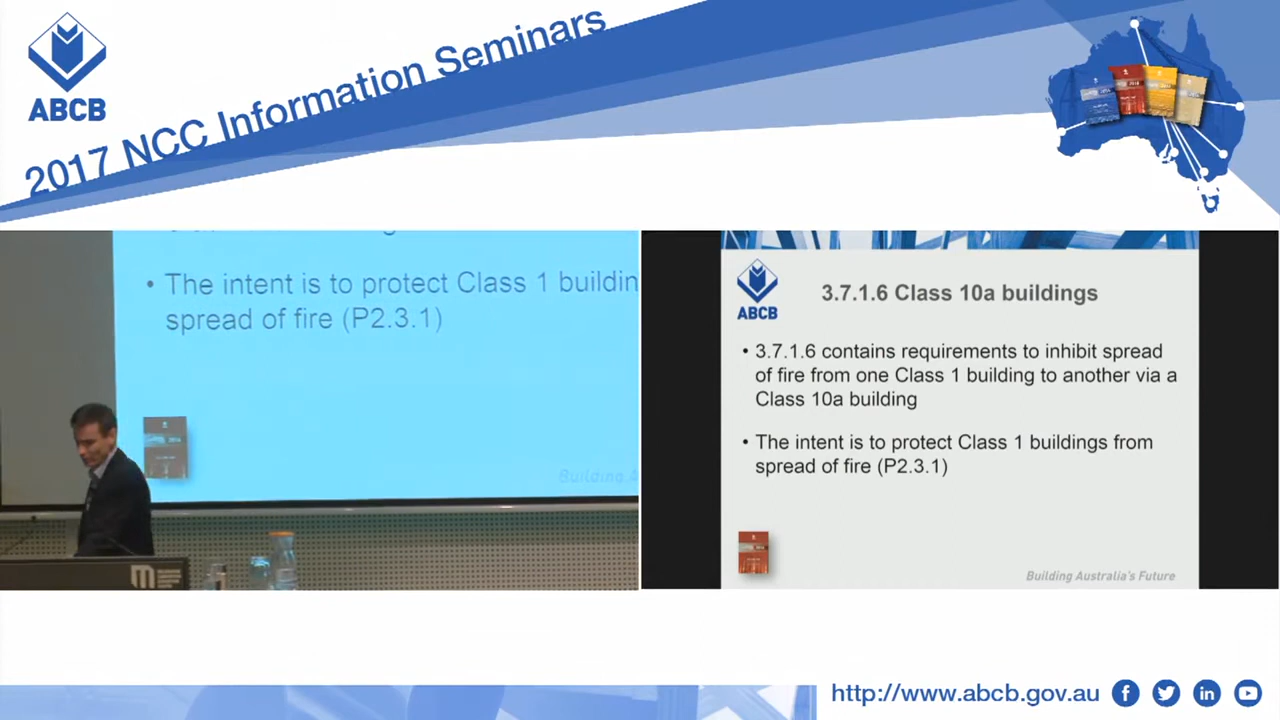 ABCB
2017 NCC Information Seminars
• The intent is to protect Class 1 buildin
spread of fire (P2.3.1)
Building A
ABCB
3.7.1.6 Class 10a buildings
• 3.7.1.6 contains requirements to inhibit spread
of fire from one Class 1 building to another via a
Class 10a building
• The intent is to protect Class 1 buildings from
spread of fire (P2.3.1)
Building Australia's Future
http://www.abcb.gov.au